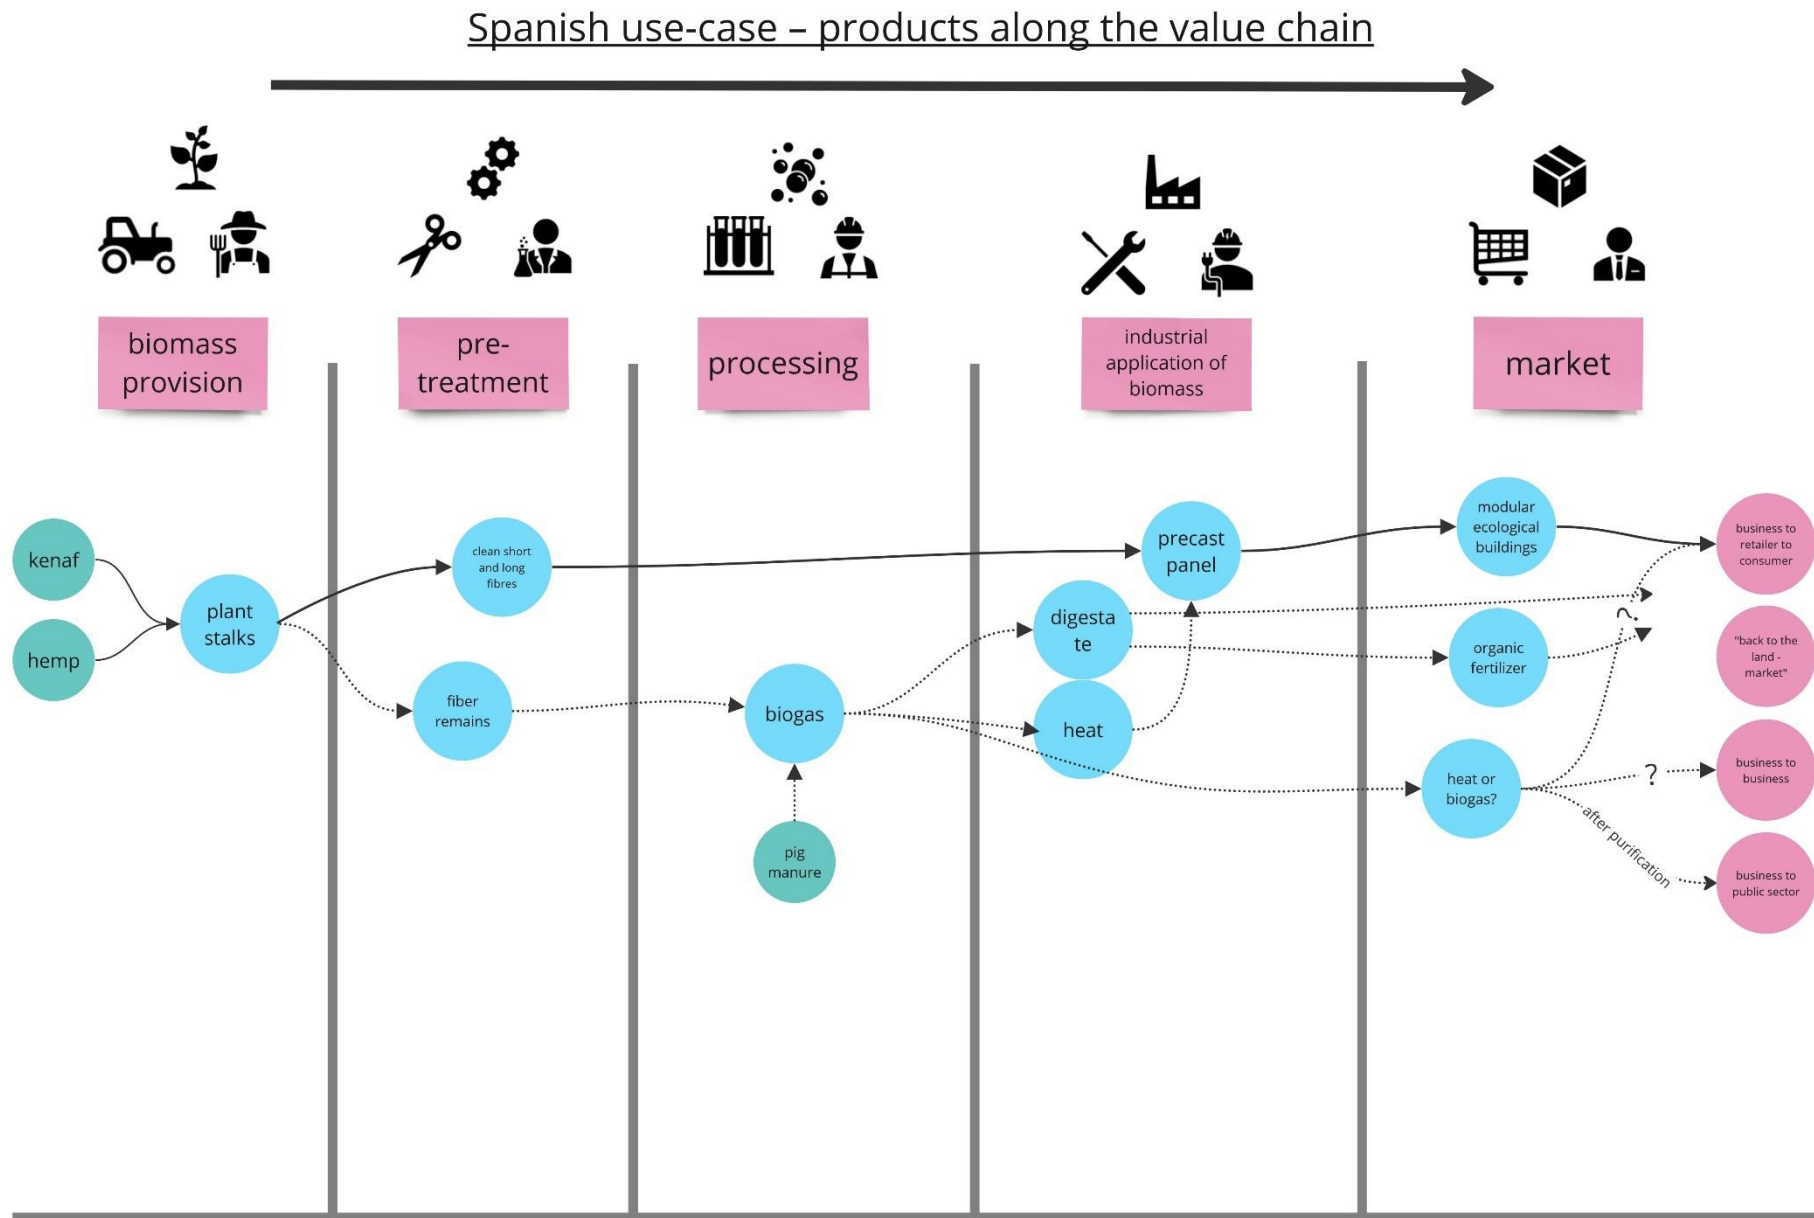 Spanish use-case – products along the value chain
biomass
provision
pre-
treatment
processing
industrial
application of
biomass
market
kenaf
hemp
plant
stalks
clean short
and long
fibres
fiber
remains
biogas
pig
manure
precast
panel
digesta
te
heat
modular
ecological
buildings
organic
fertilizer
heat or
biogas?
?
?
after purification
business to
retailer to
consumer
"back to the
land -
market"
business to
business
business to
public sector